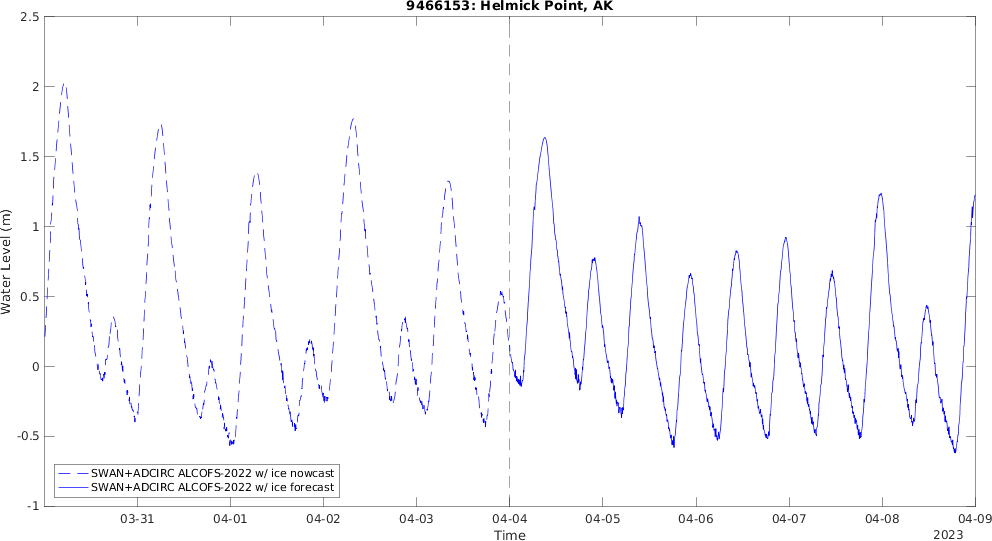 9466153: Helmick Point, AK
2.5
2
1.5
1
0.5
0
-0.5
-1
Water Level (m)
SWAN+ADCIRC ALCOFS-2022 w/ ice nowcast
SWAN+ADCIRC ALCOFS-2022 w/ ice forecast
03-31 04-01 04-02 04-03 04-04 04-05 04-06 04-07 04-08 04-09
Time
2023